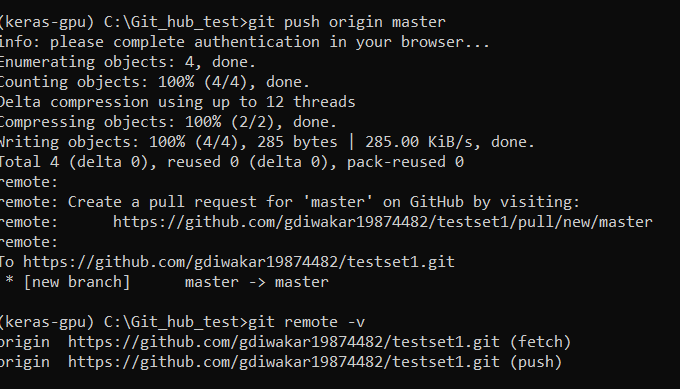 (keras-gpu) C:\Git_hub_test>git push origin master
info: please complete authentication in your browser...
Enumerating objects: 4, done.
Counting objects: 100% (4/4), done.
Delta compression using up to 12 threads
Compressing objects: 100% (2/2), done.
Writing objects: 100% (4/4), 285 bytes | 285.00 KiB/s, done.
Total 4 (delta 0), reused 0 (delta 0), pack-reused 0
remote:
remote: Create a pull request for 'master' on GitHub by visiting:
remote:      https://github.com/gdiwakar19874482/testset1/pull/new/master
remote:
To https://github.com/gdiwakar19874482/testset1.git
 * [new branch]      master -> master
(keras-gpu) C:\Git_hub_test>git remote -v
origin  https://github.com/gdiwakar19874482/testset1.git (fetch)
origin  https://github.com/gdiwakar19874482/testset1.git (push)